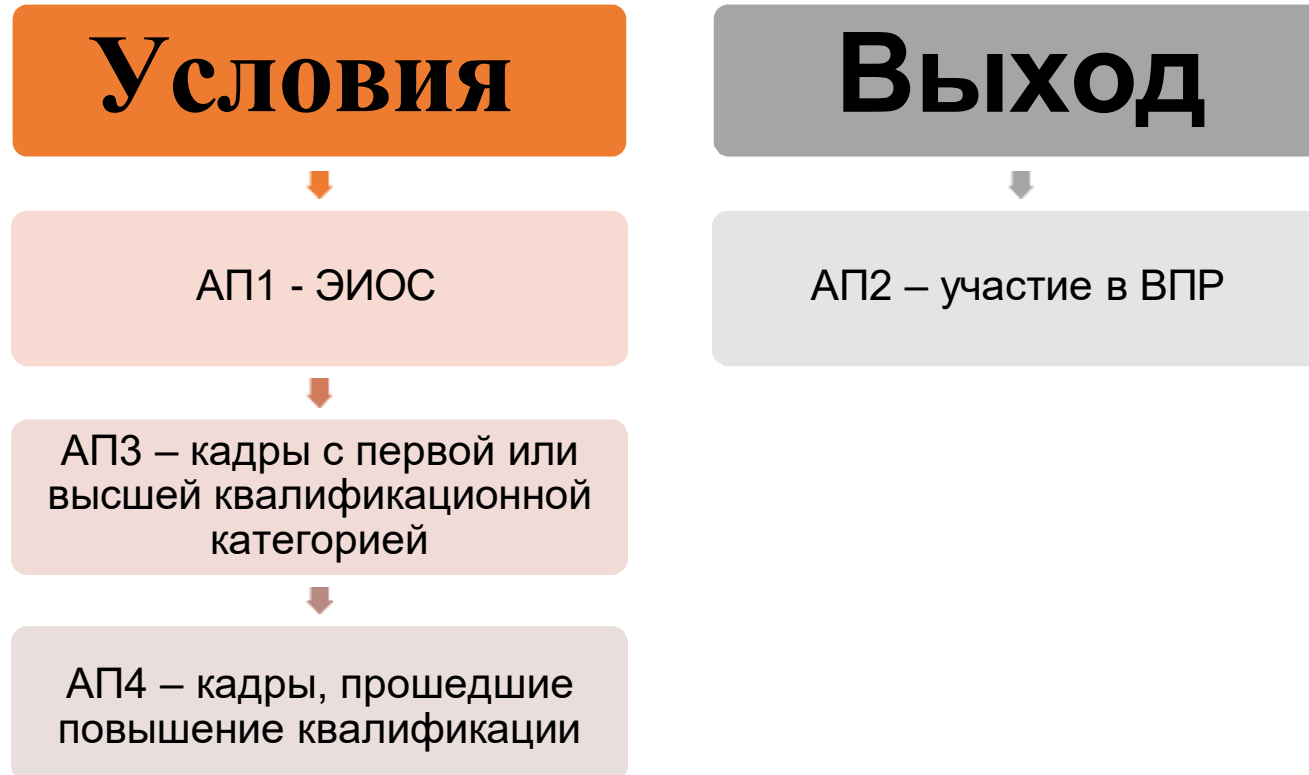 Условия
АП1 - ЭИОС
АП3 – кадры с первой или
высшей квалификационной
категорией
АП4 – кадры, прошедшие
повышение квалификации
Выход
АП2 – участие в ВПР